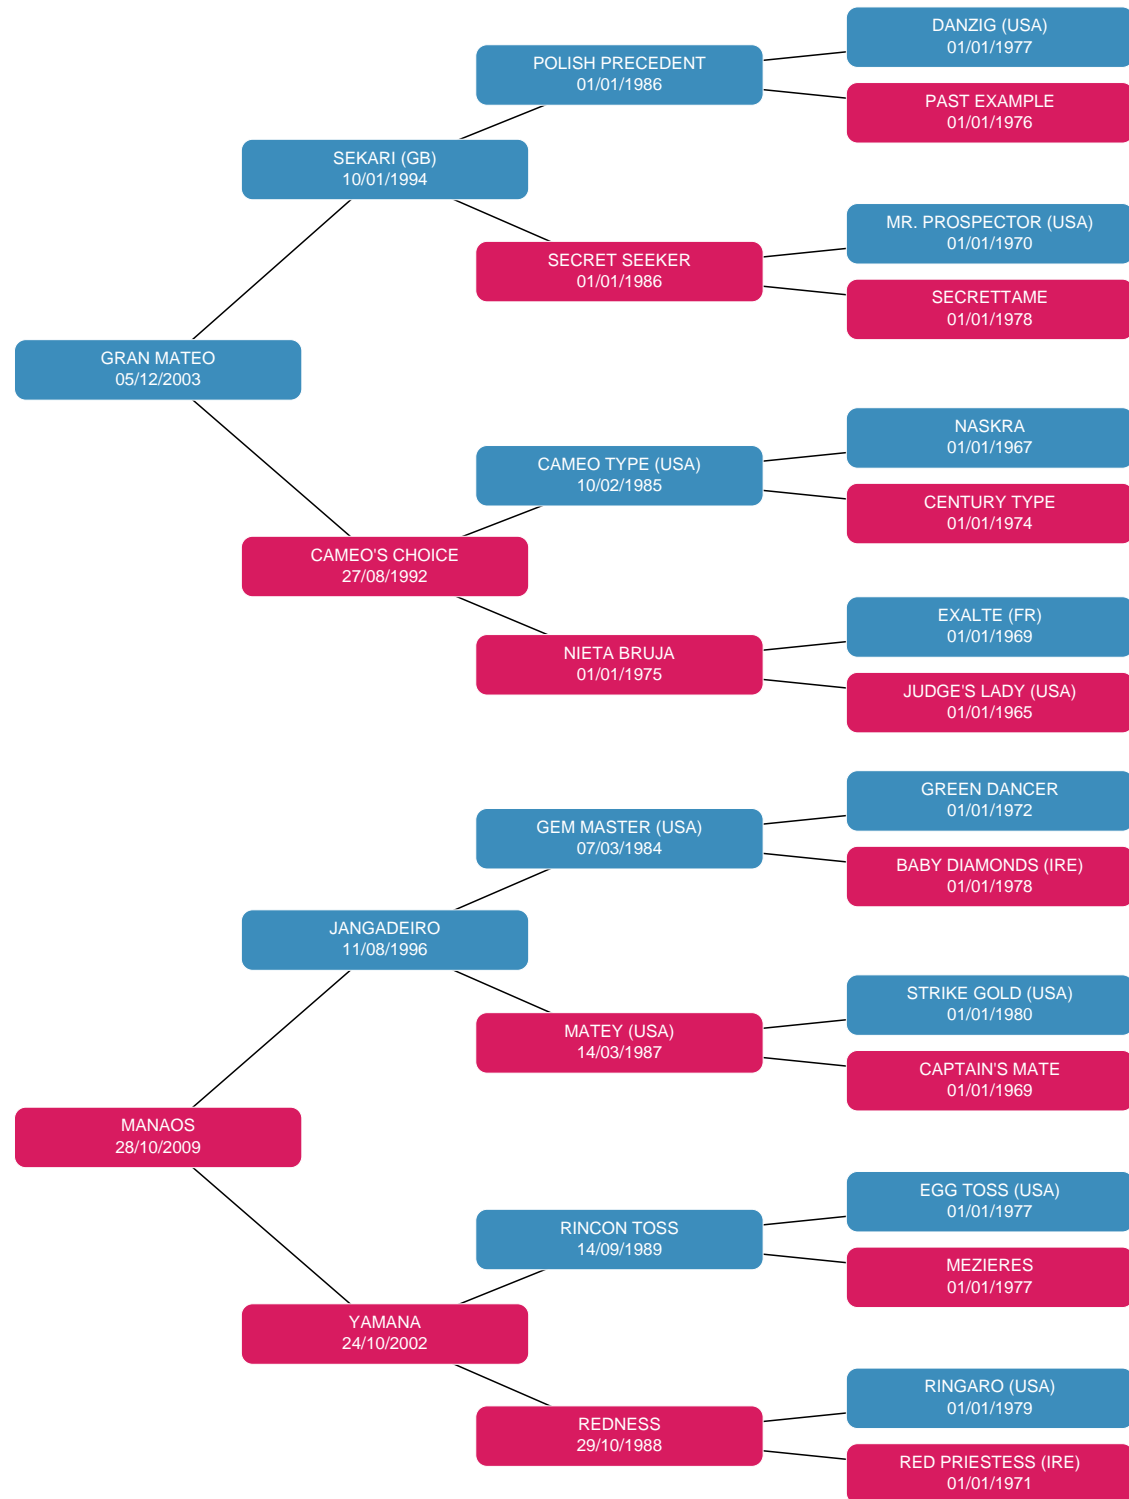 DANZIG (USA)
01/01/1977
POLISH PRECEDENT
01/01/1986
PAST EXAMPLE
01/01/1976
SEKARI (GB)
10/01/1994
MR. PROSPECTOR (USA)
01/01/1970
SECRET SEEKER
01/01/1986
SECRETTAME
01/01/1978
GRAN MATEO
05/12/2003
NASKRA
01/01/1967
CAMEO TYPE (USA)
10/02/1985
CENTURY TYPE
01/01/1974
CAMEO'S CHOICE
27/08/1992
EXALTE (FR)
01/01/1969
NIETA BRUJA
01/01/1975
JUDGE'S LADY (USA)
01/01/1965
GREEN DANCER
01/01/1972
GEM MASTER (USA)
07/03/1984
BABY DIAMONDS (IRE)
01/01/1978
JANGADEIRO
11/08/1996
STRIKE GOLD (USA)
01/01/1980
MATEY (USA)
14/03/1987
CAPTAIN'S MATE
01/01/1969
MANAOS
28/10/2009
EGG TOSS (USA)
01/01/1977
RINCON TOSS
14/09/1989
MEZIERES
01/01/1977
YAMANA
24/10/2002
RINGARO (USA)
01/01/1979
REDNESS
29/10/1988
RED PRIESTESS (IRE)
01/01/1971